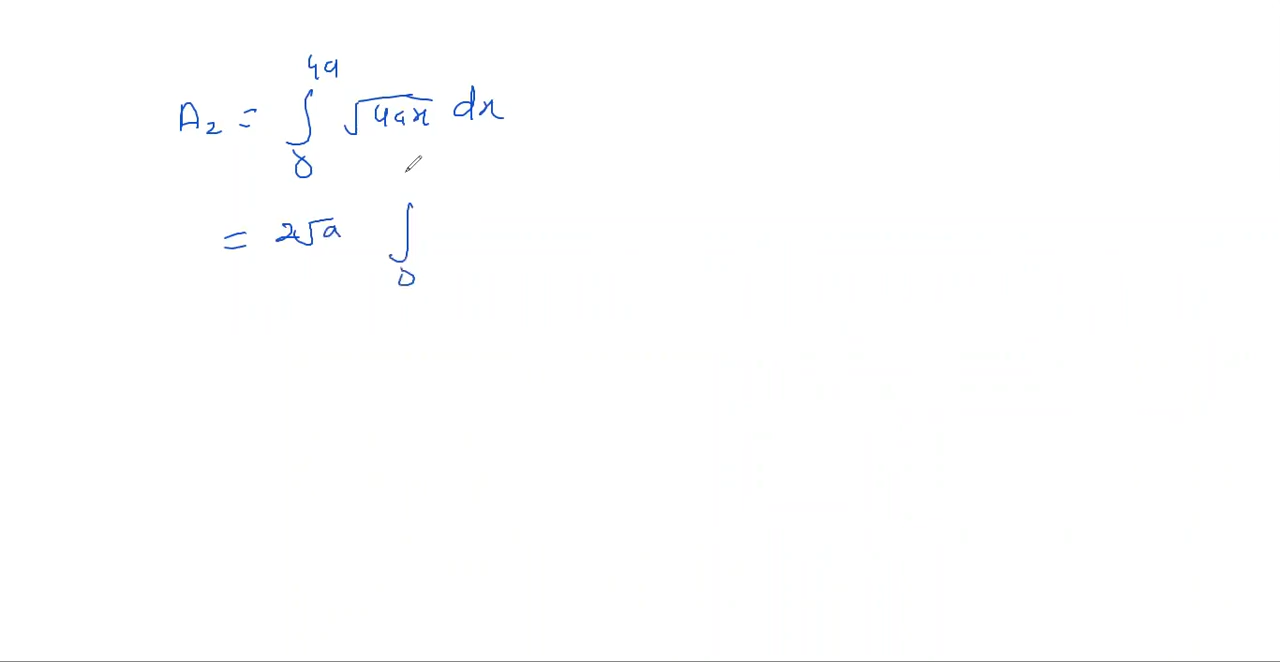 A₂ = ∫₀^{4a} √(4ax) dx
= 2√a ∫₀